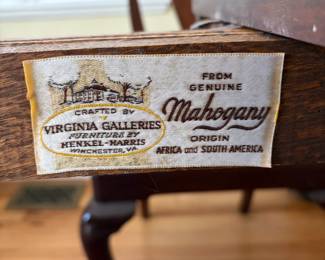 CRAFTED BY
VIRGINIA GALLERIES
FURNITURE BY
HENKEL-HARRIS
WINCHESTER, VA.
FROM
GENUINE
Mahogany
ORIGIN
AFRICA and SOUTH AMERICA